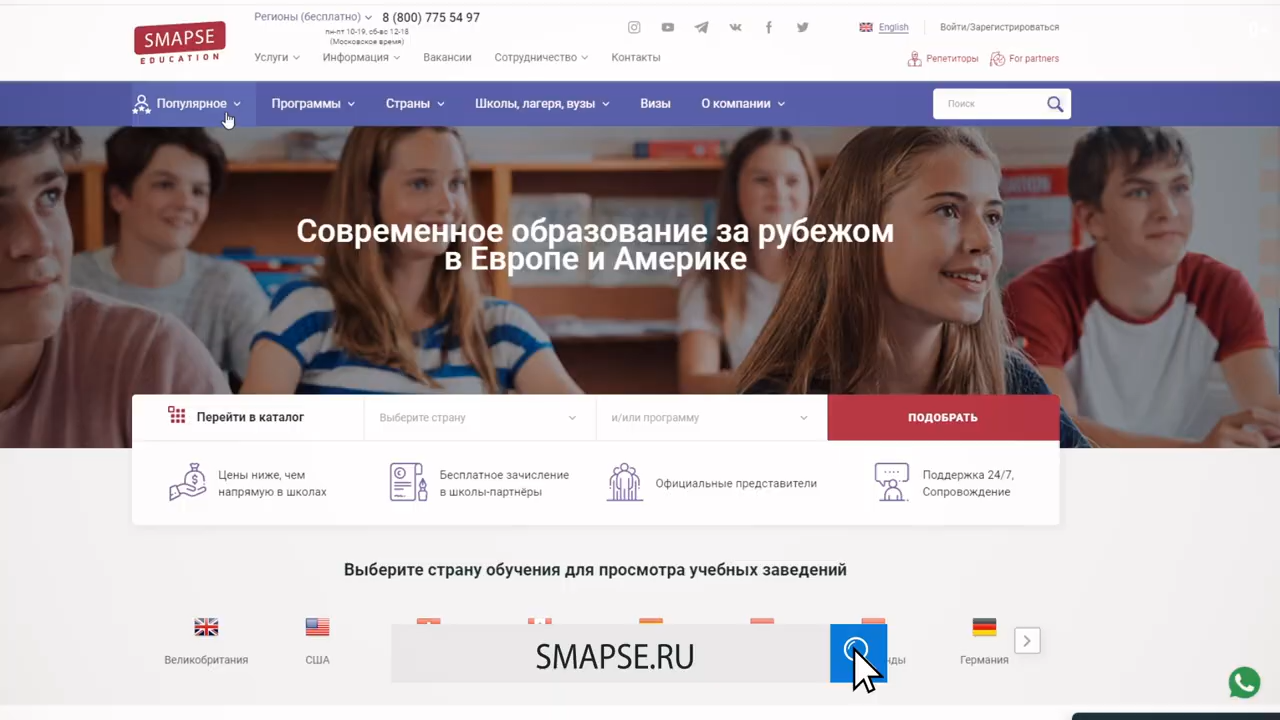 SMAPSE
EDUCATION
Регионы (бесплатно)
8 (800) 775 54 97
пн-пт 10-19, сб-вс 12-18
(Московское время)
English
Войти/Зарегистрироваться
Услуги
Информация
Вакансии
Сотрудничество
Контакты
Репетиторы
For partners
Популярное
Программы
Страны
Школы, лагеря, вузы
Визы
О компании
Поиск
Современное образование за рубежом
в Европе и Америке
Перейти в каталог
Выберите страну
и/или программу
ПОДОБРАТЬ
Цены ниже, чем
напрямую в школах
Бесплатное зачисление
в школы-партнёры
Официальные представители
Поддержка 24/7,
Сопровождение
Выберите страну обучения для просмотра учебных заведений
Великобритания
США
Германия
SMAPSE.RU